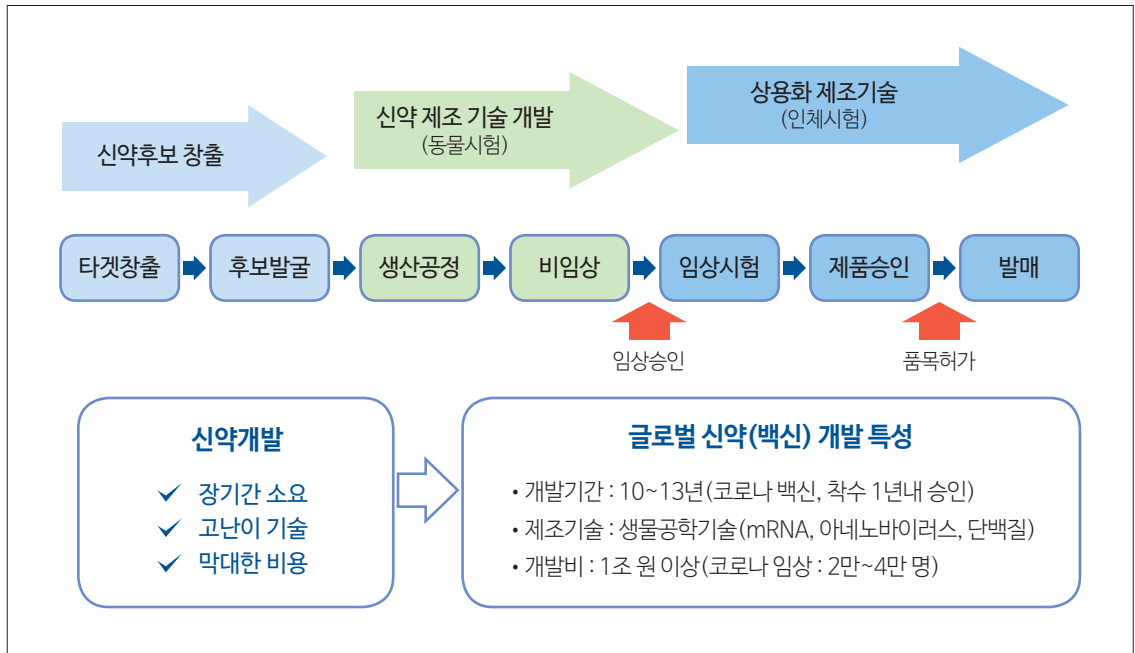 신약후보 창출
신약 제조 기술 개발
(동물시험)
상용화 제조기술
(인체시험)
타겟창출
후보발굴
생산공정
비임상
임상시험
제품승인
발매
임상승인
품목허가
신약개발
✓ 장기간 소요
✓ 고난이 기술
✓ 막대한 비용
글로벌 신약(백신) 개발 특성
• 개발기간 : 10~13년(코로나 백신, 착수 1년내 승인)
• 제조기술 : 생물공학기술(mRNA, 아네노바이러스, 단백질)
• 개발비 : 1조 원 이상(코로나 임상 : 2만~4만 명)